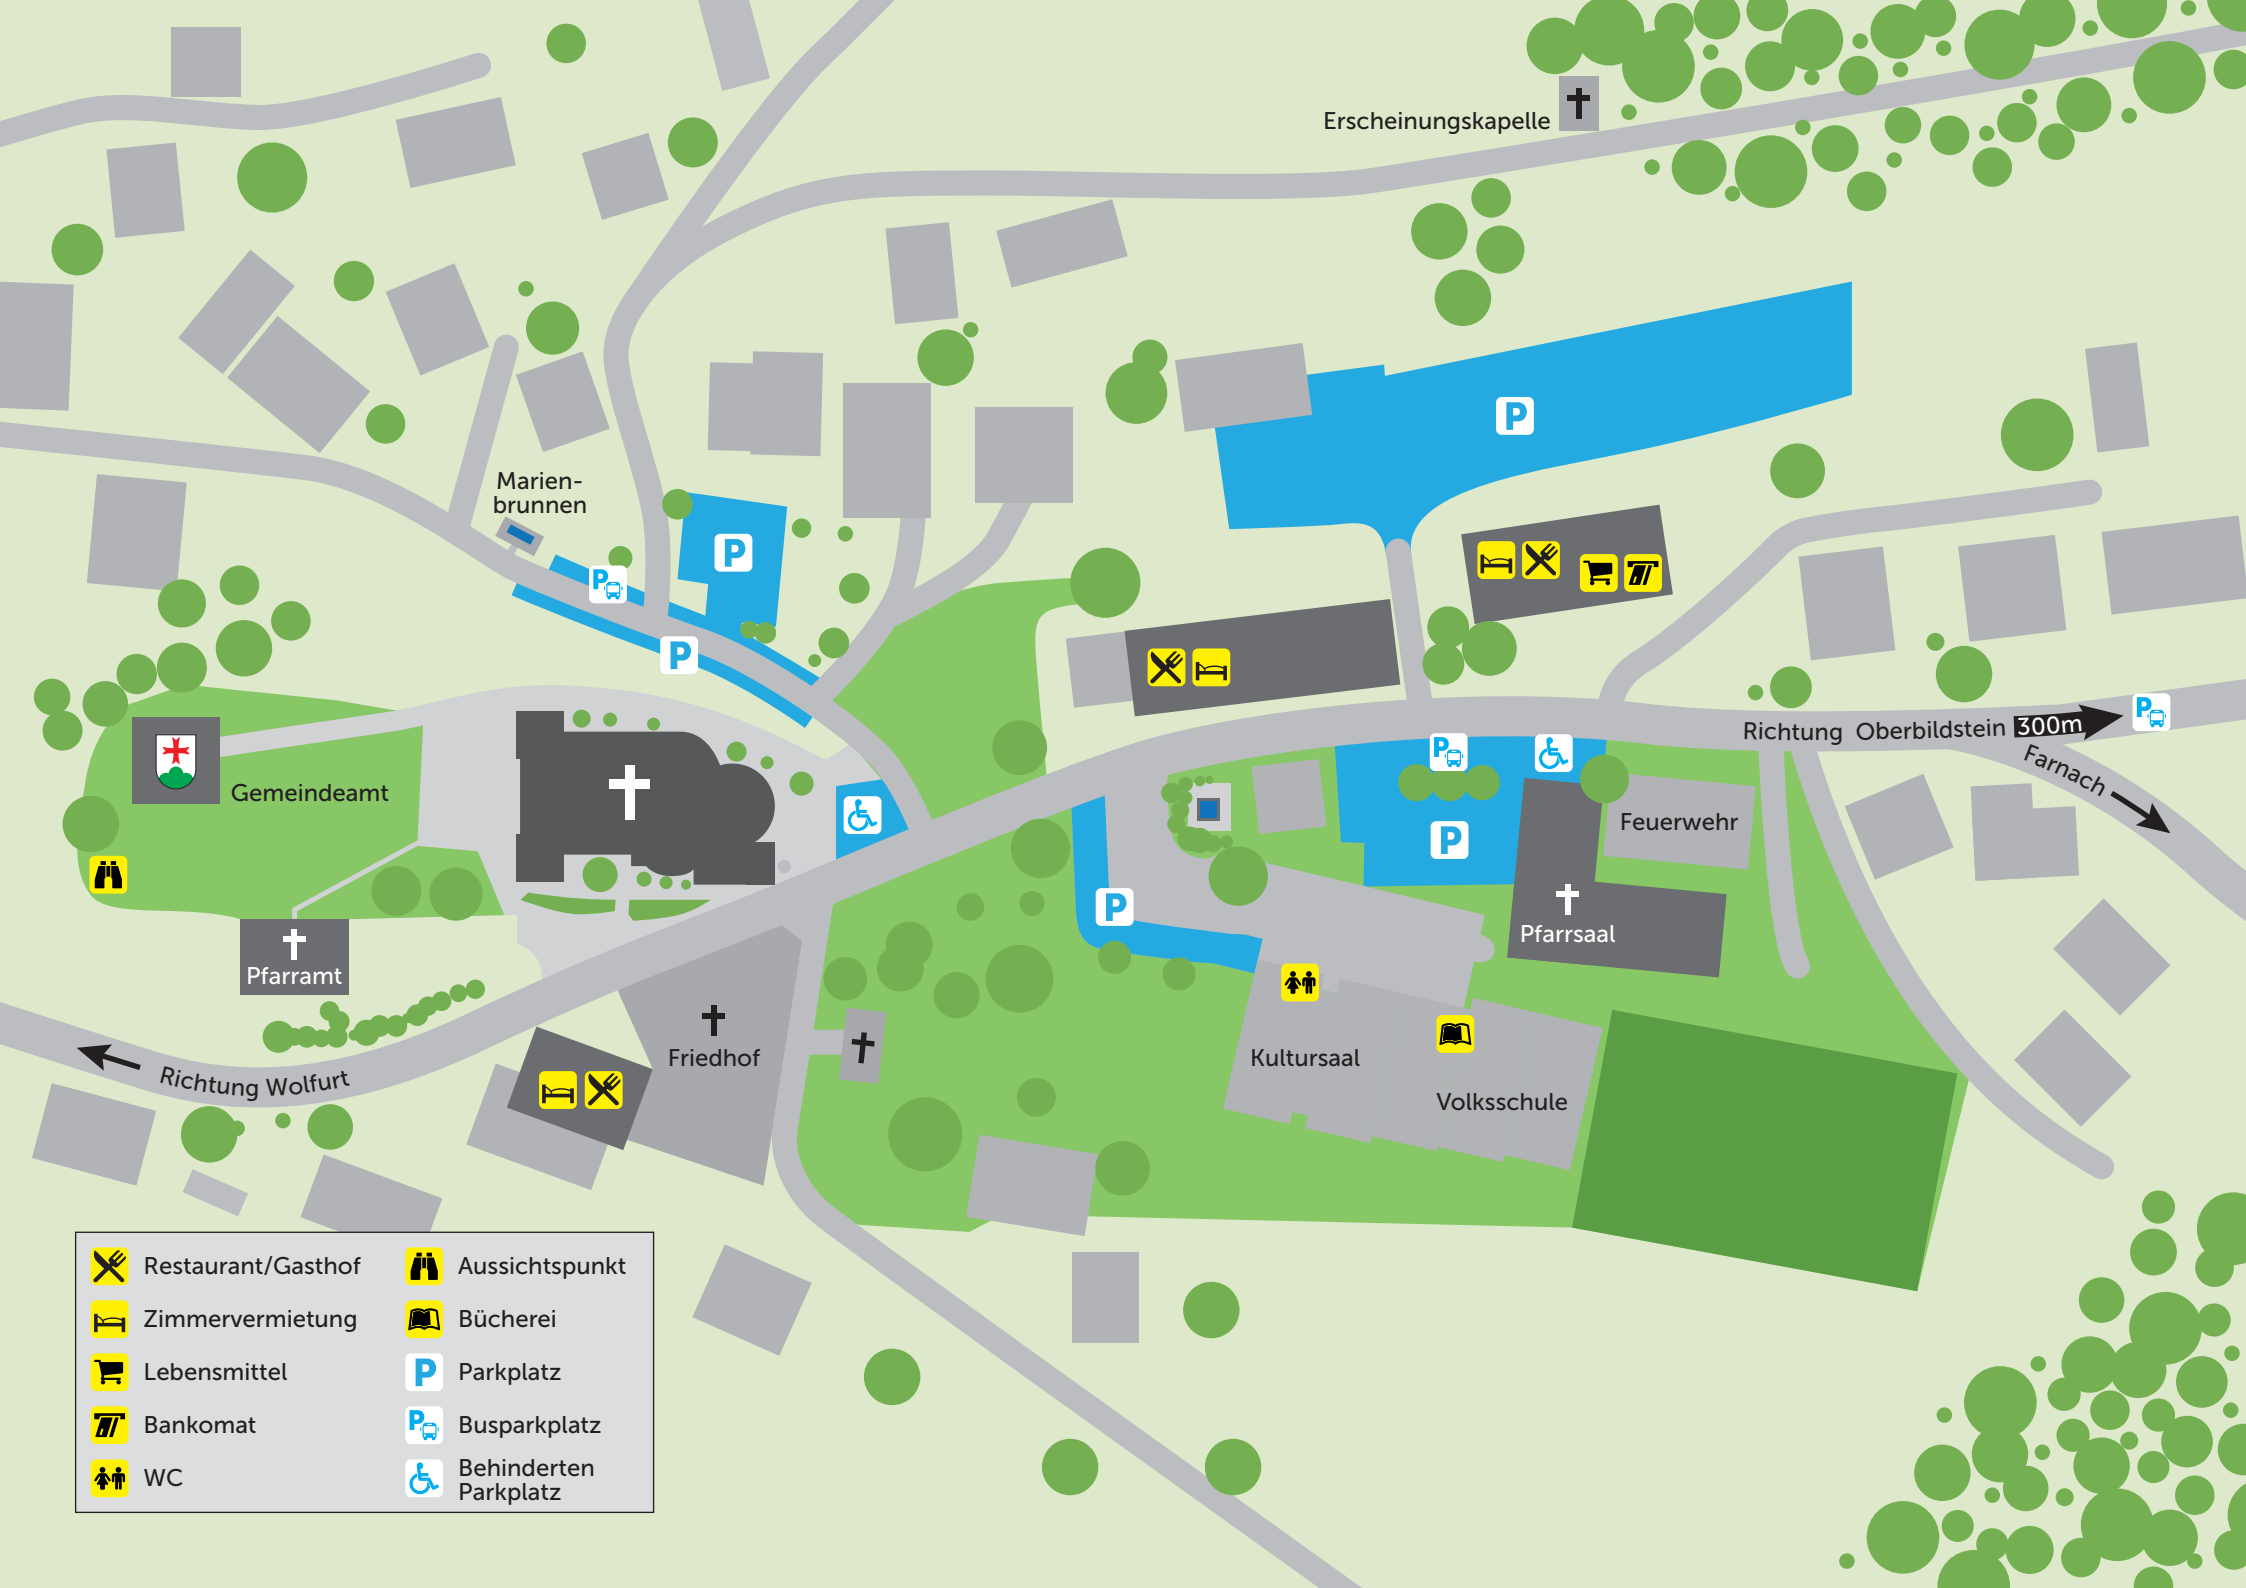 Erscheinungskapelle
Marien-
brunnen
P
P
P
P
P
Richtung Oberbildstein 300m
P
Farnach
Gemeindeamt
P
P
Feuerwehr
P
Pfarrsaal
Pfarramt
Friedhof
Kultursaal
Volksschule
Richtung Wolfurt
Restaurant/Gasthof
Zimmervermietung
Lebensmittel
Bankomat
WC
Aussichtspunkt
Bücherei
P Parkplatz
P Busparkplatz
Behinderten
Parkplatz